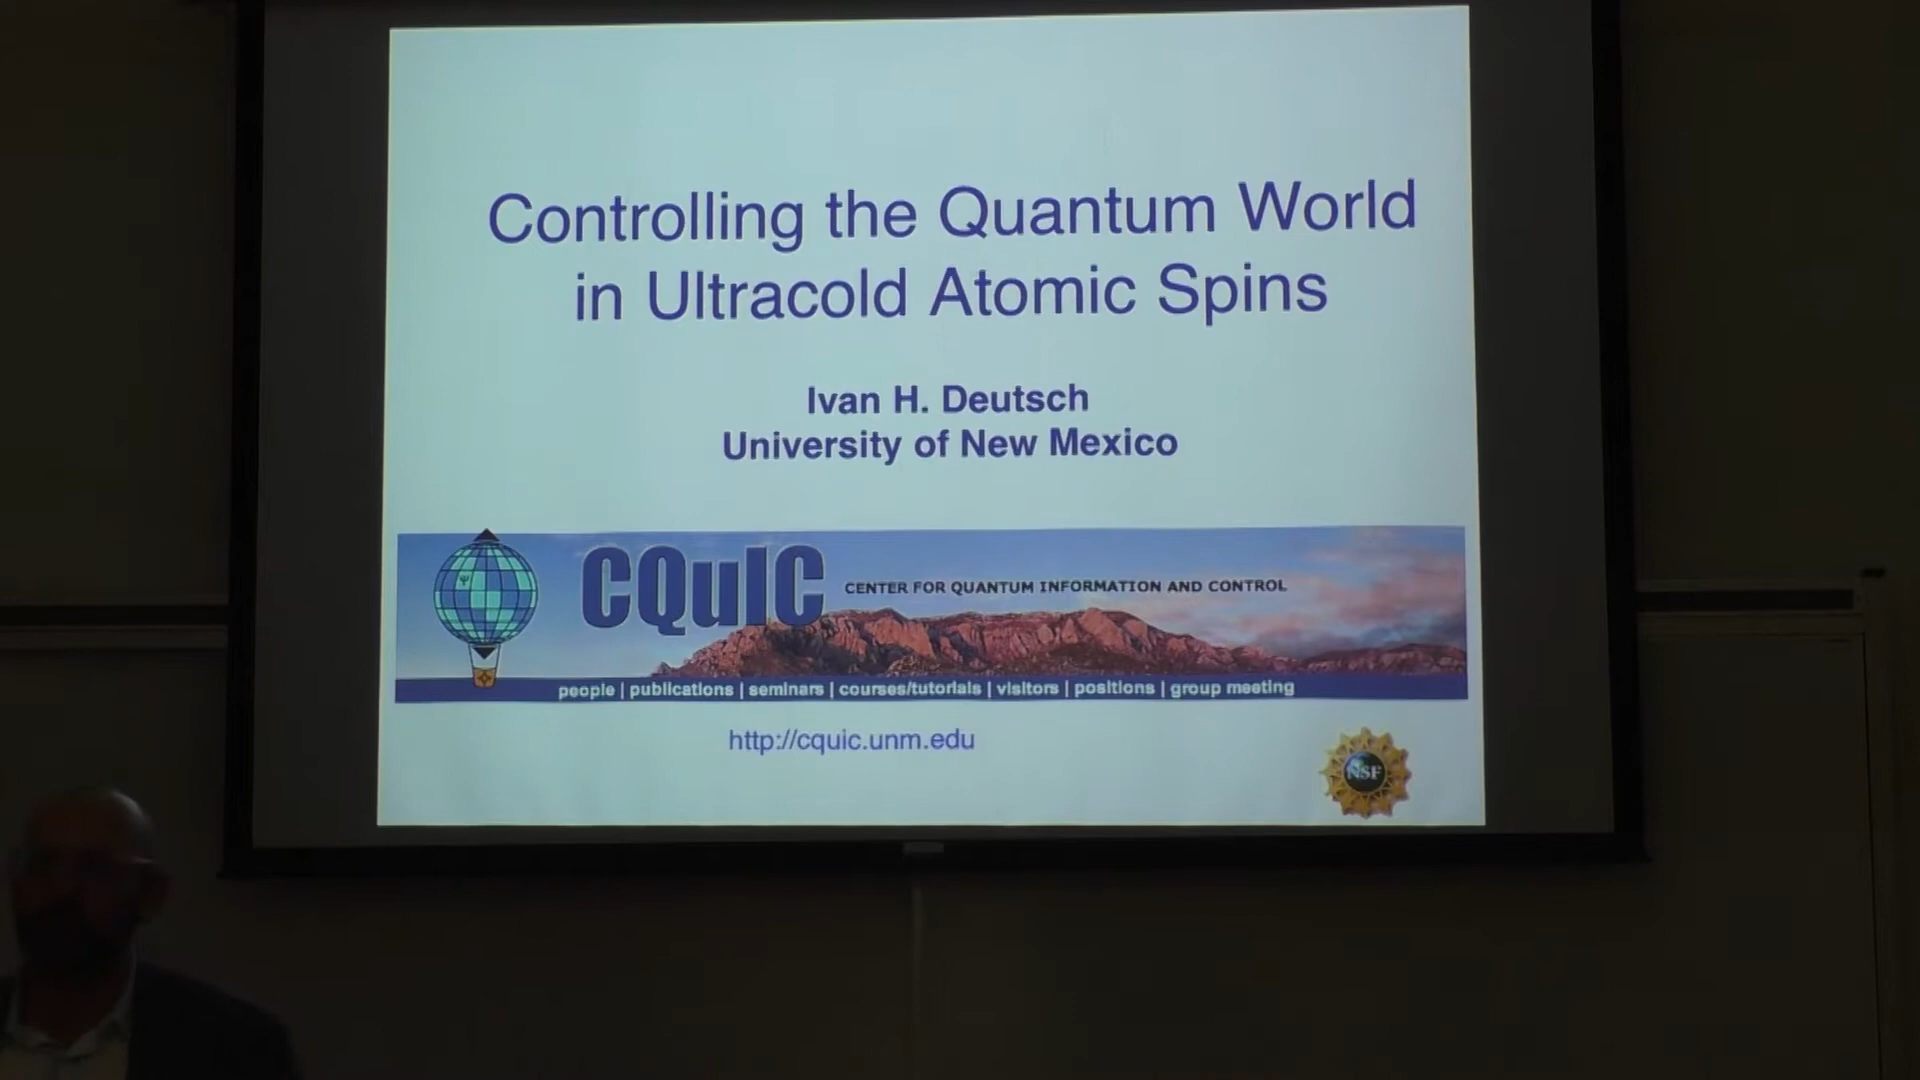 Controlling the Quantum World
in Ultracold Atomic Spins
Ivan H. Deutsch
University of New Mexico
CQuIC CENTER FOR QUANTUM INFORMATION AND CONTROL
people | publications | seminars | courses/tutorials | visitors | positions | group meeting
http://cquic.unm.edu
NSF